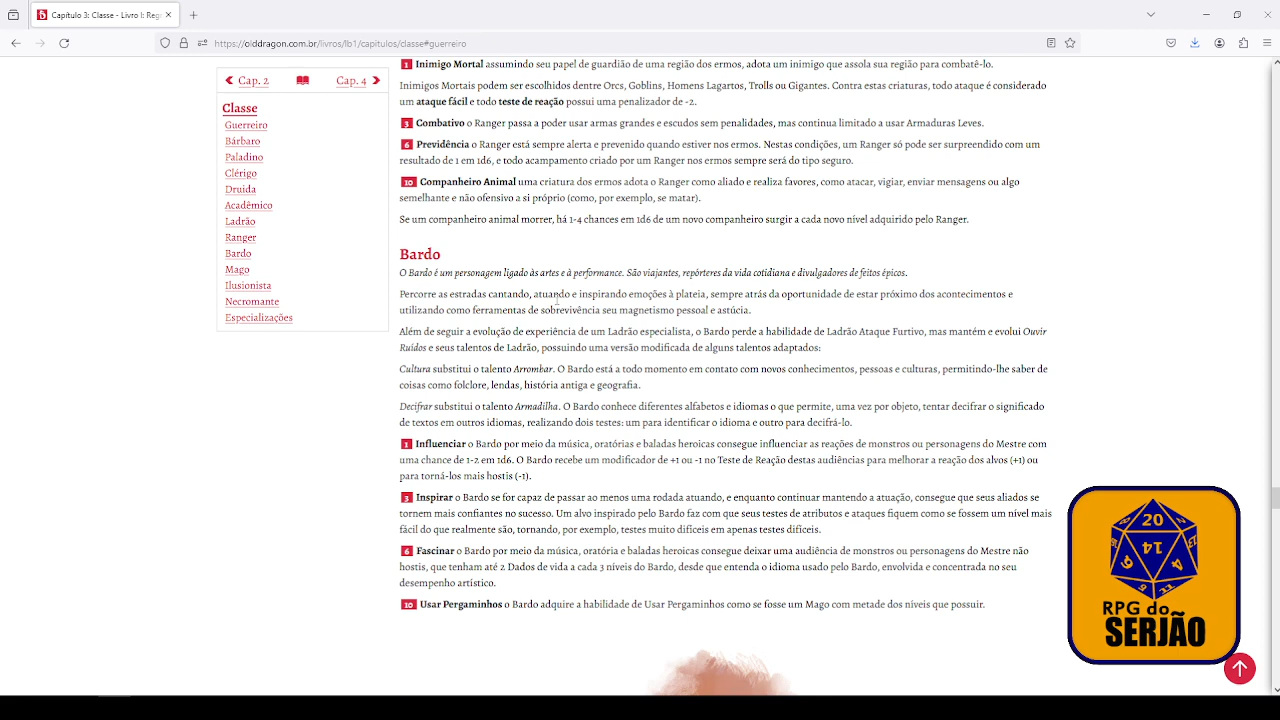 Capítulo 3: Classe - Livro I: Reg
https://olddragon.com.br/livros/lb1/capitulos/classe#guerreiro
Cap. 2
Cap. 4
Classe
Guerreiro
Bárbaro
Paladino
Clérigo
Druida
Acadêmico
Ladrão
Ranger
Bardo
Mago
Ilusionista
Necromante
Especializações
1 Inimigo Mortal assumindo seu papel de guardião de uma região dos ermos, adota um inimigo que assola sua região para combatê-lo.
Inimigos Mortais podem ser escolhidos dentre Orcs, Goblins, Homens Lagartos, Trolls ou Gigantes. Contra estas criaturas, todo ataque é considerado
um ataque fácil e todo teste de reação possui uma penalizador de -2.
3 Combativo o Ranger passa a poder usar armas grandes e escudos sem penalidades, mas continua limitado a usar Armaduras Leves.
6 Previdência o Ranger está sempre alerta e prevenido quando estiver nos ermos. Nestas condições, um Ranger só pode ser surpreendido com um
resultado de 1 em 1d6, e todo acampamento criado por um Ranger nos ermos sempre será do tipo seguro.
10 Companheiro Animal uma criatura dos ermos adota o Ranger como aliado e realiza favores, como atacar, vigiar, enviar mensagens ou algo
semelhante e não ofensivo a si próprio (como, por exemplo, se matar).
Se um companheiro animal morrer, há 1-4 chances em 1d6 de um novo companheiro surgir a cada novo nível adquirido pelo Ranger.
Bardo
O Bardo é um personagem ligado às artes e à performance. São viajantes, repórteres da vida cotidiana e divulgadores de feitos épicos.
Percorre as estradas cantando, atuando e inspirando emoções à plateia, sempre atrás da oportunidade de estar próximo dos acontecimentos e
utilizando como ferramentas de sobrevivência seu magnetismo pessoal e astúcia.
Além de seguir a evolução de experiência de um Ladrão especialista, o Bardo perde a habilidade de Ladrão Ataque Furtivo, mas mantém e evolui Ouvir
Ruídos e seus talentos de Ladrão, possuindo uma versão modificada de alguns talentos adaptados:
Cultura substitui o talento Arrombar. O Bardo está a todo momento em contato com novos conhecimentos, pessoas e culturas, permitindo-lhe saber de
coisas como folclore, lendas, história antiga e geografia.
Decifrar substitui o talento Armadilha. O Bardo conhece diferentes alfabetos e idiomas o que permite, uma vez por objeto, tentar decifrar o significado
de textos em outros idiomas, realizando dois testes: um para identificar o idioma e outro para decifrá-lo.
1 Influenciar o Bardo por meio da música, oratórias e baladas heroicas consegue influenciar as reações de monstros ou personagens do Mestre com
uma chance de 1-2 em 1d6. O Bardo recebe um modificador de +1 ou -1 no Teste de Reação destas audiências para melhorar a reação dos alvos (+1) ou
para torná-los mais hostis (-1).
3 Inspirar o Bardo se for capaz de passar ao menos uma rodada atuando, e enquanto continuar mantendo a atuação, consegue que seus aliados se
tornem mais confiantes no sucesso. Um alvo inspirado pelo Bardo faz com que seus testes de atributos e ataques fiquem como se fossem um nível mais
fácil do que realmente são, tornando, por exemplo, testes muito difíceis em apenas testes difíceis.
6 Fascinar o Bardo por meio da música, oratória e baladas heroicas consegue deixar uma audiência de monstros ou personagens do Mestre não
hostis, que tenham até 2 Dados de vida a cada 3 níveis do Bardo, desde que entenda o idioma usado pelo Bardo, envolvida e concentrada no seu
desempenho artístico.
10 Usar Pergaminhos o Bardo adquire a habilidade de Usar Pergaminhos como se fosse um Mago com metade dos níveis que possuir.
20
14
RPG do
SERJÃO